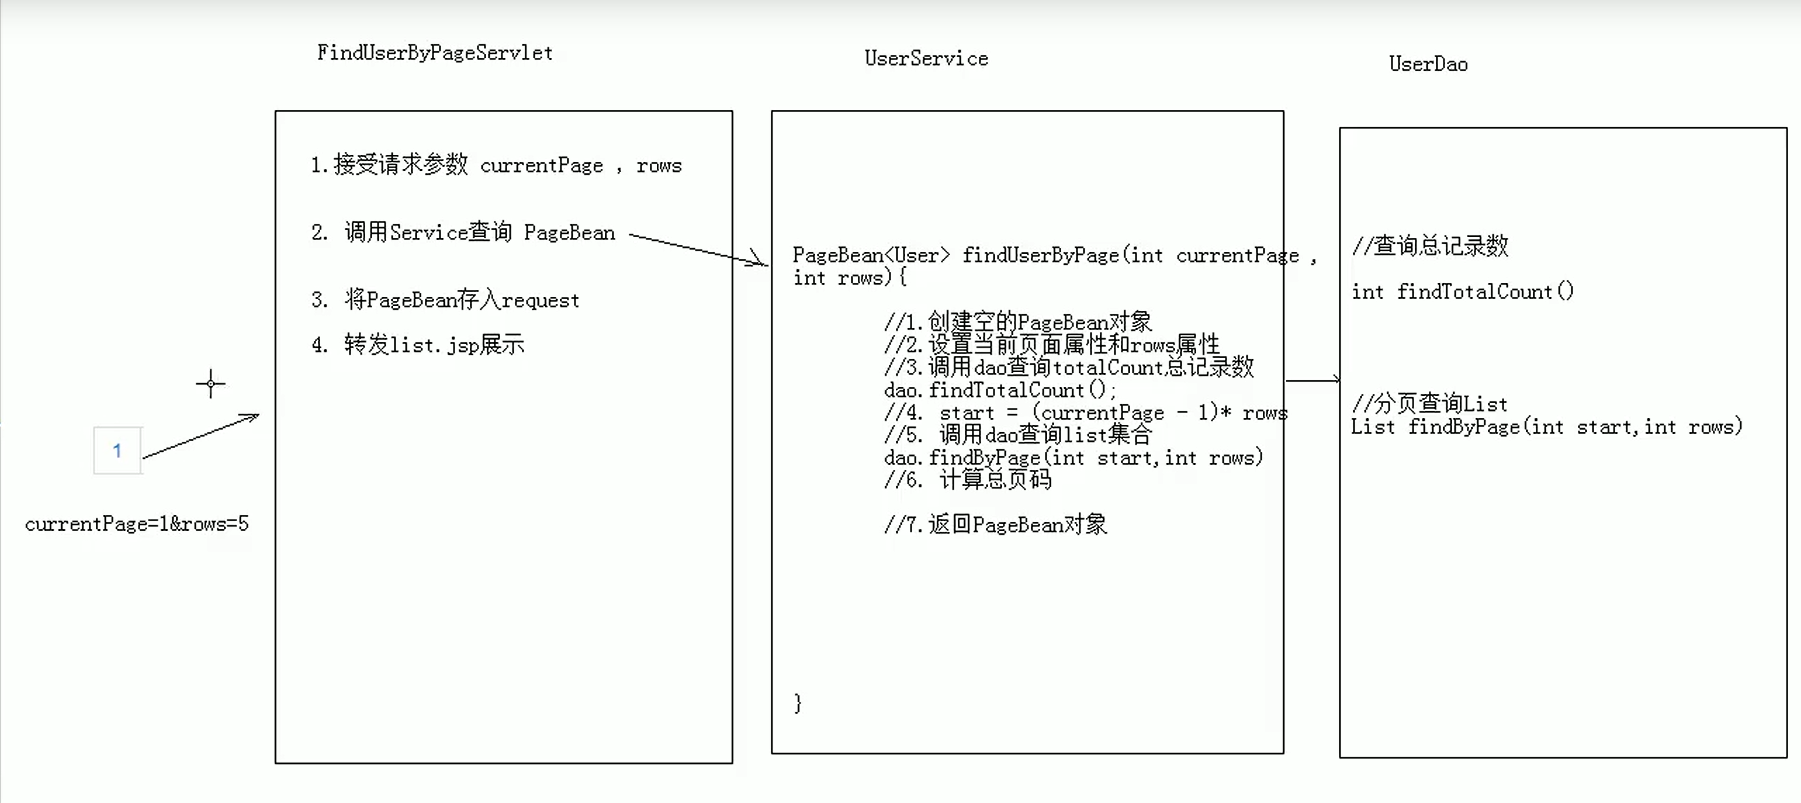 FindUserByPageServlet
UserService
UserDao
1.接受请求参数 currentPage , rows
2. 调用Service查询 PageBean
3. 将PageBean存入request
4. 转发list.jsp展示
1
currentPage=1&rows=5
PageBean<User> findUserByPage(int currentPage ,
int rows){
//1.创建空的PageBean对象
//2.设置当前页面属性和rows属性
//3.调用dao查询totalCount总记录数
dao.findTotalCount();
//4. start = (currentPage - 1)* rows
//5. 调用dao查询list集合
dao.findByPage(int start,int rows)
//6. 计算总页码
//7.返回PageBean对象
}
//查询总记录数
int findTotalCount()
//分页查询List
List findByPage(int start,int rows)